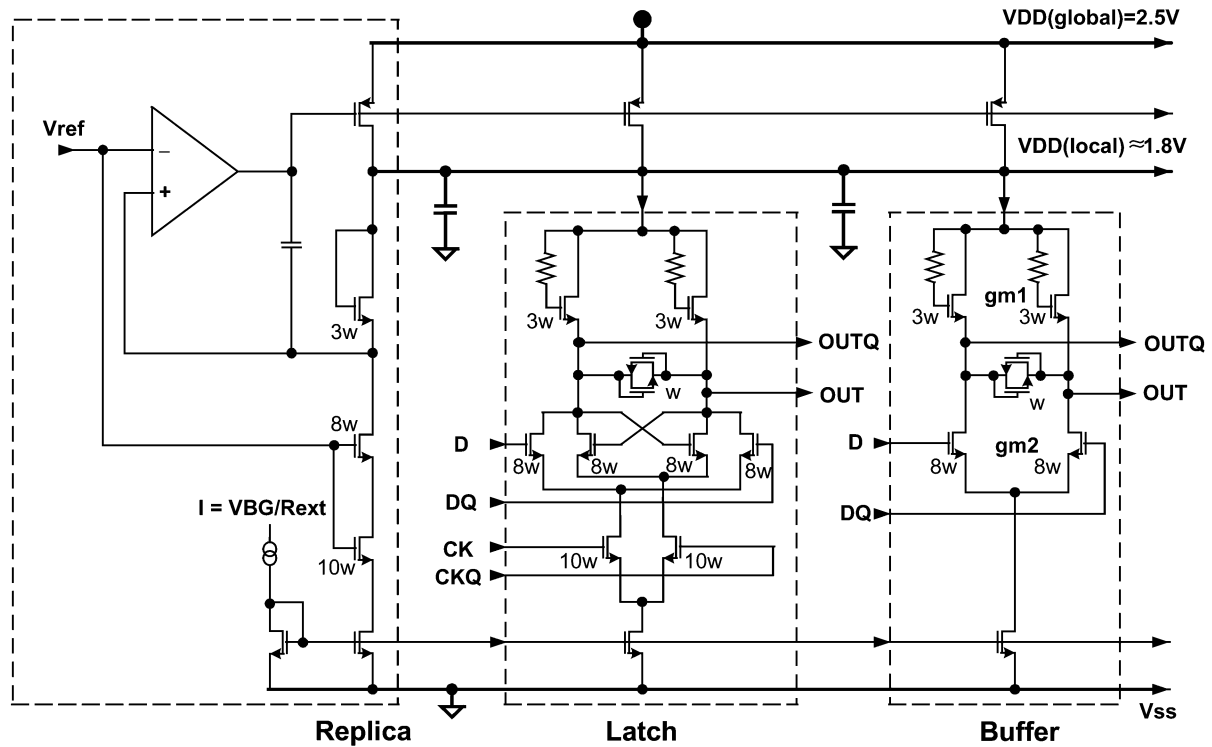 VDD(global)=2.5V
Vref
−
+
VDD(local) ≈1.8V
3w
3w
3w
gm1
3w
3w
OUTQ
OUTQ
w
OUT
w
OUT
8w
D
8w
8w
8w
8w
D
gm2
8w
8w
DQ
DQ
I = VBG/Rext
CK
10w
10w
10w
CKQ
Vss
Replica
Latch
Buffer